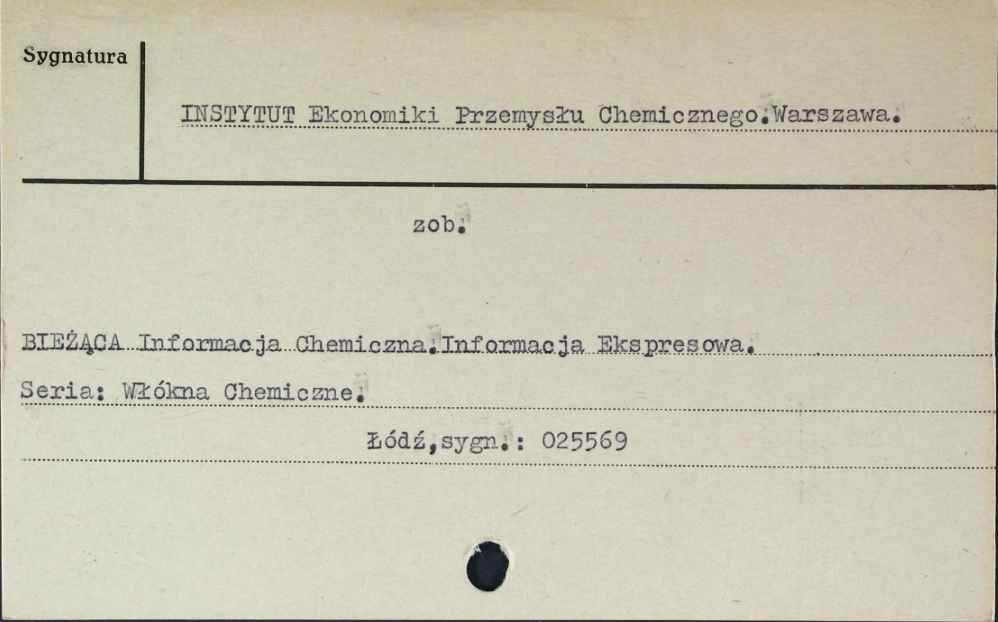 Sygnatura
INSTYTUT Ekonomiki Przemysłu Chemicznego.Warszawa.
zob.
BIEŻĄCA Informacja Chemiczna.Informacja Ekspresowa.
Seria: Włókna Chemiczne.
Łódź,sygn.: 025569